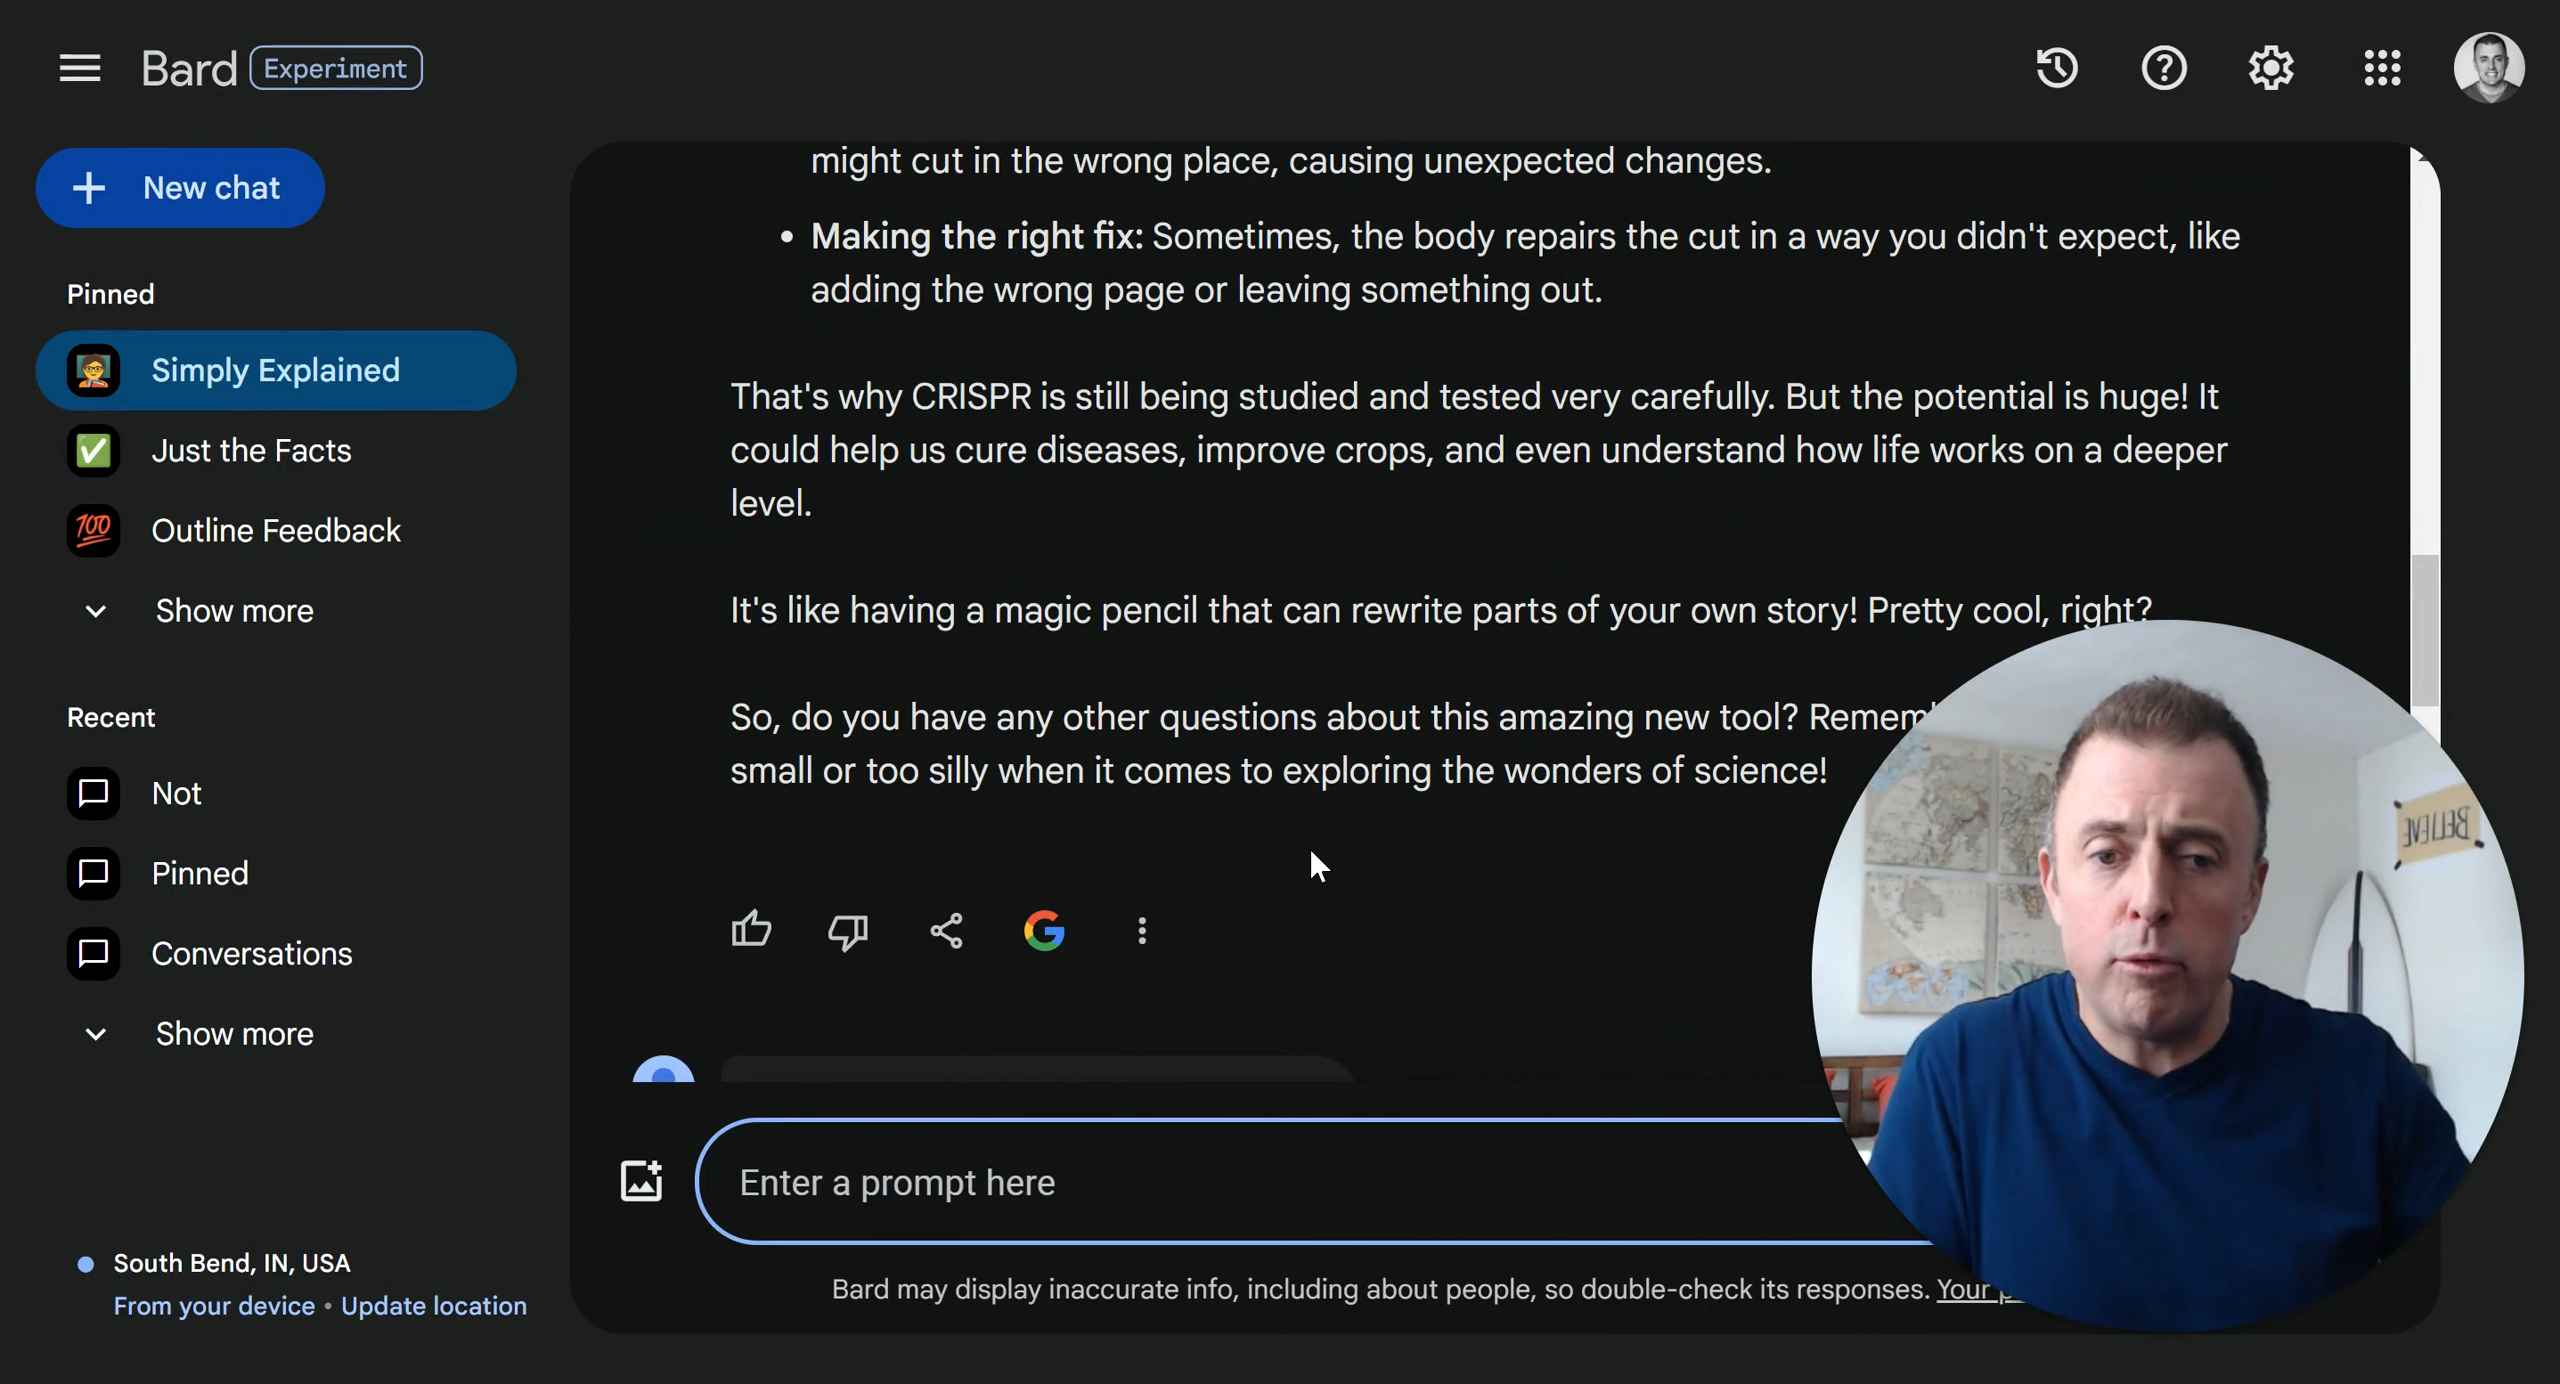 Bard Experiment
New chat
Pinned
Simply Explained
Just the Facts
Outline Feedback
Show more
Recent
Not
Pinned
Conversations
Show more
South Bend, IN, USA
From your device • Update location
might cut in the wrong place, causing unexpected changes.
• Making the right fix: Sometimes, the body repairs the cut in a way you didn't expect, like
adding the wrong page or leaving something out.
That's why CRISPR is still being studied and tested very carefully. But the potential is huge! It
could help us cure diseases, improve crops, and even understand how life works on a deeper
level.
It's like having a magic pencil that can rewrite parts of your own story! Pretty cool, right?
So, do you have any other questions about this amazing new tool?
small or too silly when it comes to exploring the wonders of science!
Enter a prompt here
Bard may display inaccurate info, including about people, so double-check its responses. Your
BELIEVE